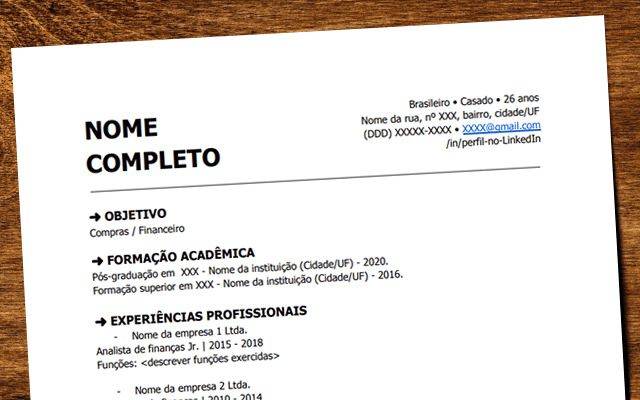 NOME
COMPLETO
Brasileiro • Casado • 26 anos
Nome da rua, nº XXX, bairro, cidade/UF
(DDD) XXXXX-XXXX • XXXX@gmail.com
/in/perfil-no-LinkedIn
➜ OBJETIVO
Compras / Financeiro
➜ FORMAÇÃO ACADÊMICA
Pós-graduação em XXX - Nome da instituição (Cidade/UF) - 2020.
Formação superior em XXX - Nome da instituição (Cidade/UF) - 2016.
➜ EXPERIÊNCIAS PROFISSIONAIS
- Nome da empresa 1 Ltda.
Analista de finanças Jr. | 2015 - 2018
Funções: <descrever funções exercidas>
- Nome da empresa 2 Ltda.
de finanças | 2010 - 2014